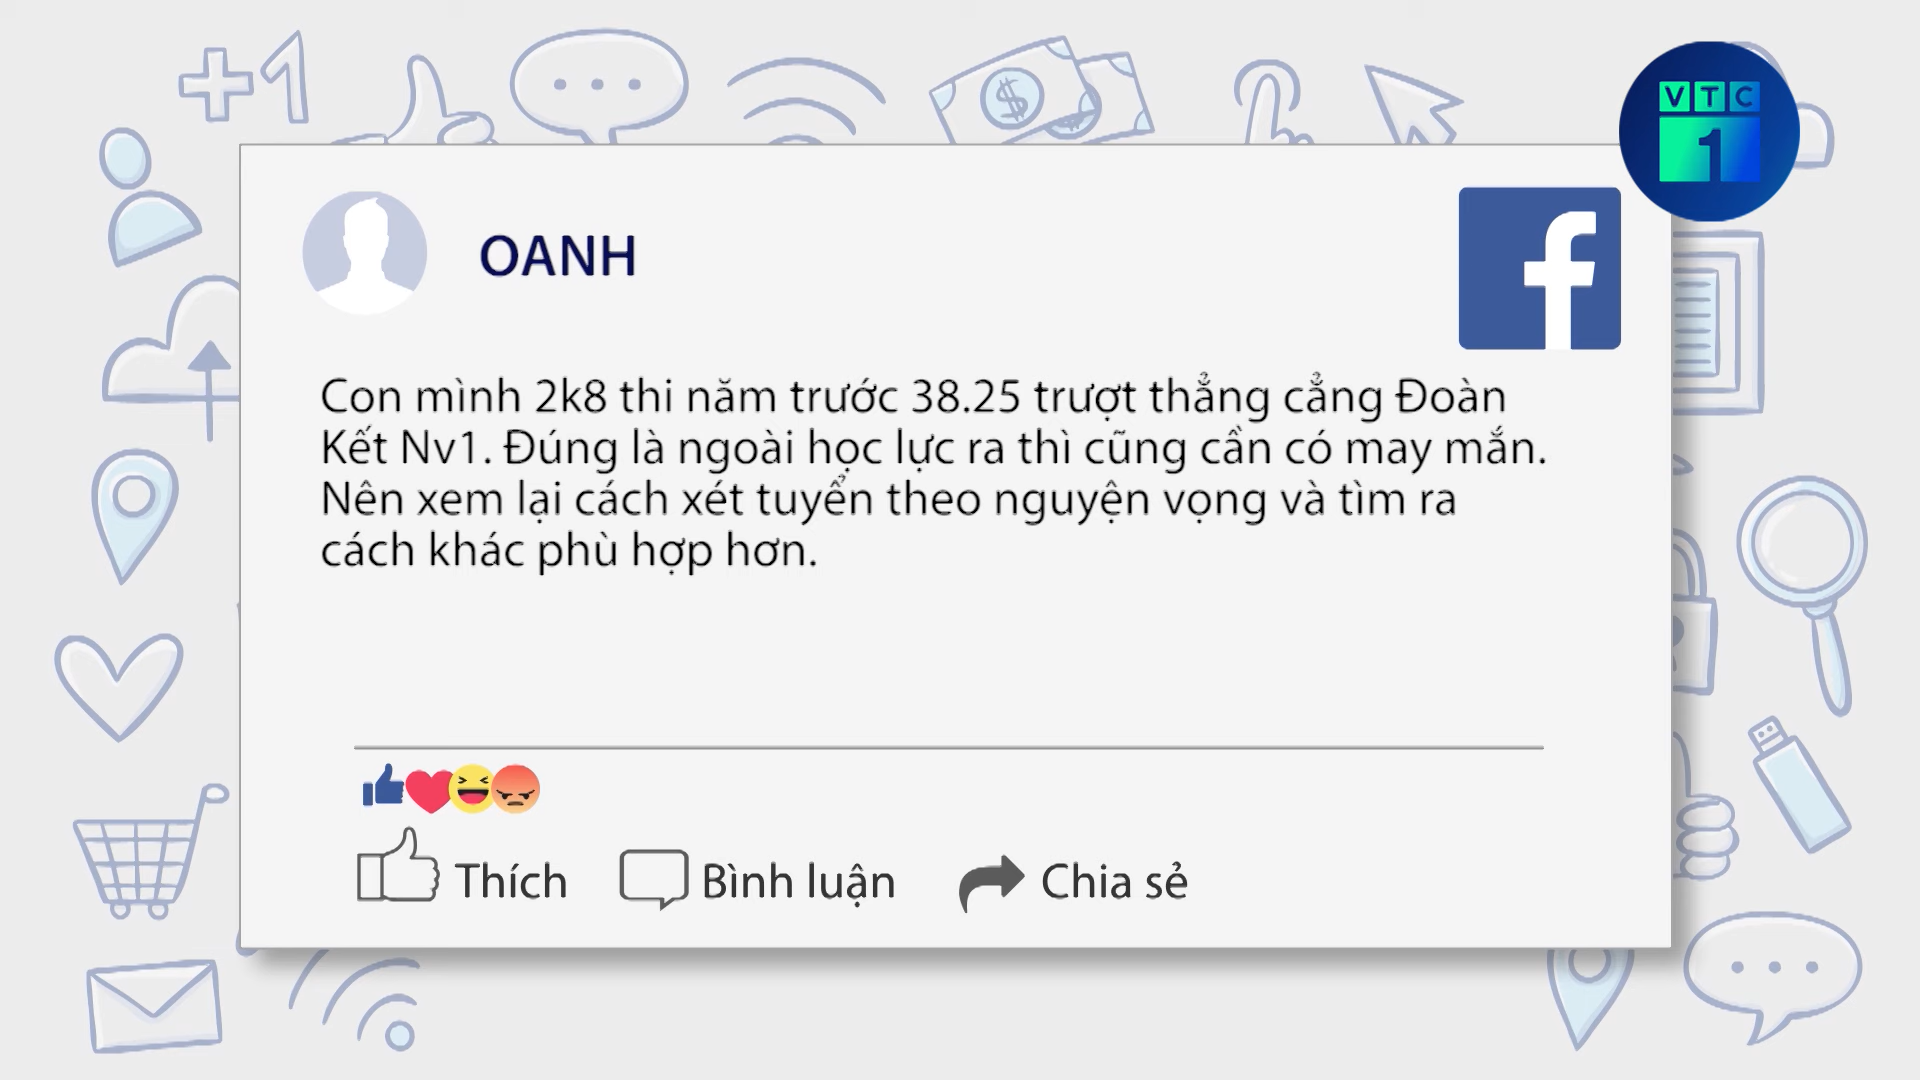 +1
VTC
1
OANH
Con mình 2k8 thi năm trước 38.25 trượt thẳng cẳng Đoàn
Kết Nv1. Đúng là ngoài học lực ra thì cũng cần có may mắn.
Nên xem lại cách xét tuyển theo nguyện vọng và tìm ra
cách khác phù hợp hơn.
Thích Bình luận Chia sẻ